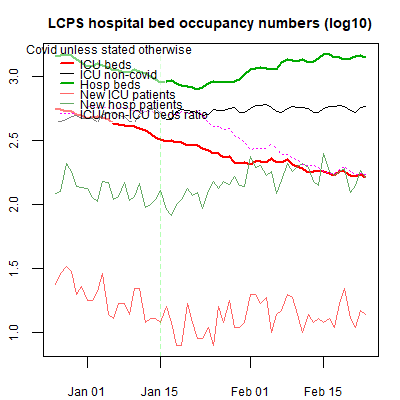 LCPS hospital bed occupancy numbers (log10)
Covid unless stated otherwise
ICU beds
ICU non-covid
Hosp beds
New ICU patients
New hosp patients
ICU/non-ICU beds ratio
3.0
2.5
2.0
1.5
1.0
Jan 01
Jan 15
Feb 01
Feb 15